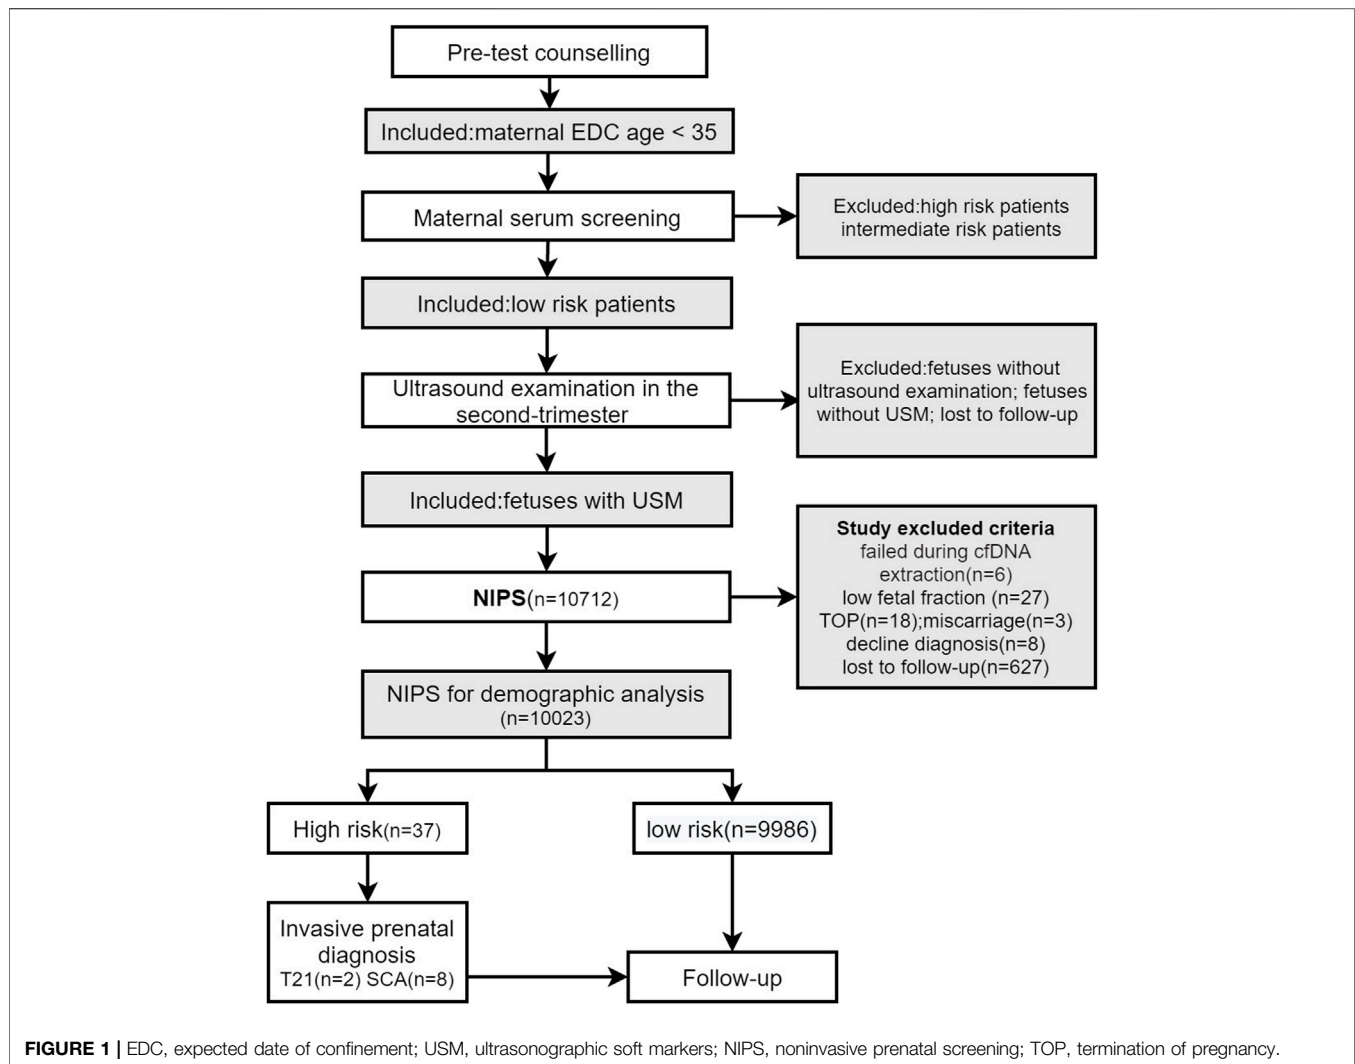 Pre-test counselling
Included:maternal EDC age < 35
Maternal serum screening
Excluded:high risk patients
intermediate risk patients
Included:low risk patients
Ultrasound examination in the
second-trimester
Excluded:fetuses without
ultrasound examination; fetuses
without USM; lost to follow-up
Included:fetuses with USM
NIPS(n=10712)
Study excluded criteria
failed during cfDNA
extraction(n=6)
low fetal fraction (n=27)
TOP(n=18);miscarriage(n=3)
decline diagnosis(n=8)
lost to follow-up(n=627)
NIPS for demographic analysis
(n=10023)
High risk(n=37)
low risk(n=9986)
Invasive prenatal
diagnosis
T21(n=2) SCA(n=8)
Follow-up
FIGURE 1 | EDC, expected date of confinement; USM, ultrasonographic soft markers; NIPS, noninvasive prenatal screening; TOP, termination of pregnancy.